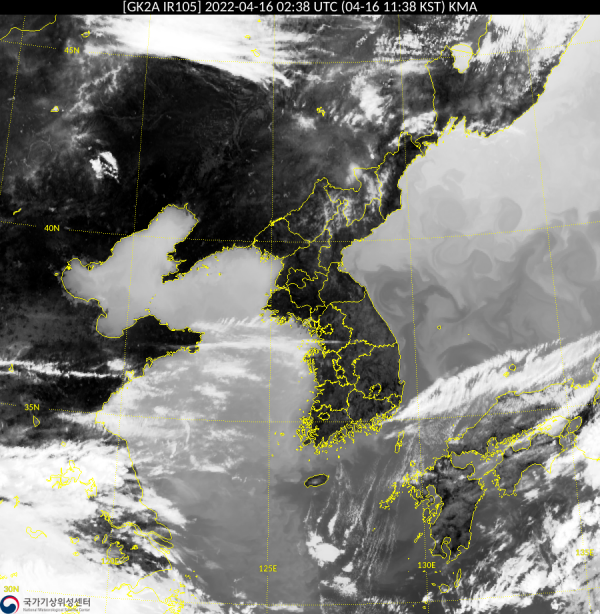 [GK2A IR105] 2022-04-16 02:38 UTC (04-16 11:38 KST) KMA
45N
40N
35N
125E
130E
30N
국가기상위성센터
National Meteorological Satellite Center